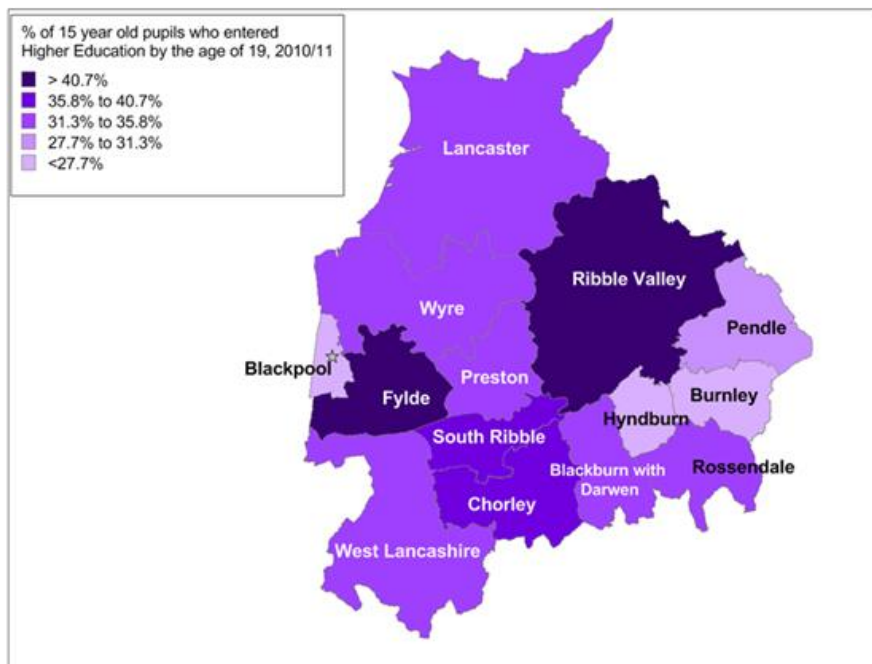 % of 15 year old pupils who entered
Higher Education by the age of 19, 2010/11
> 40.7%
35.8% to 40.7%
31.3% to 35.8%
27.7% to 31.3%
<27.7%
Lancaster
Ribble Valley
Wyre
Pendle
Blackpool
Preston
Fylde
Burnley
Hyndburn
South Ribble
Rossendale
Blackburn with
Darwen
Chorley
West Lancashire